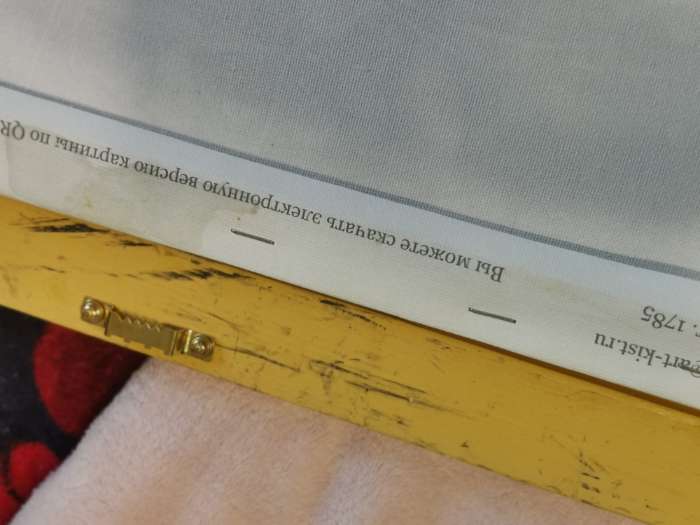 г. 1785
@art-kist.ru
Вы можете скачать электронную версию картины по QR